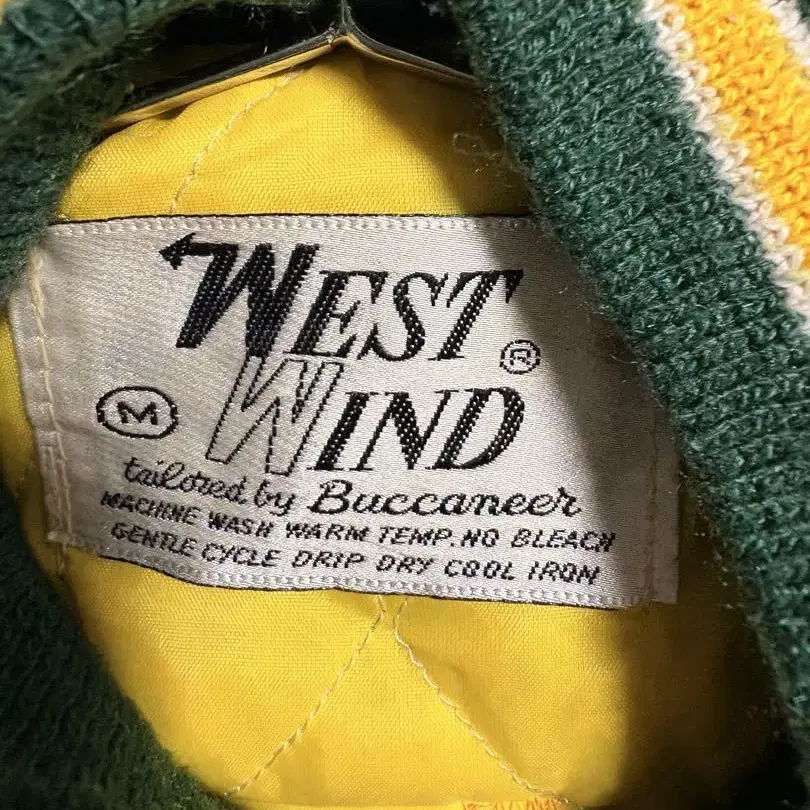 WEST
®
WIND
M
tailored by Buccaneer
MACHINE WASH WARM TEMP. NO BLEACH
GENTLE CYCLE DRIP DRY COOL IRON